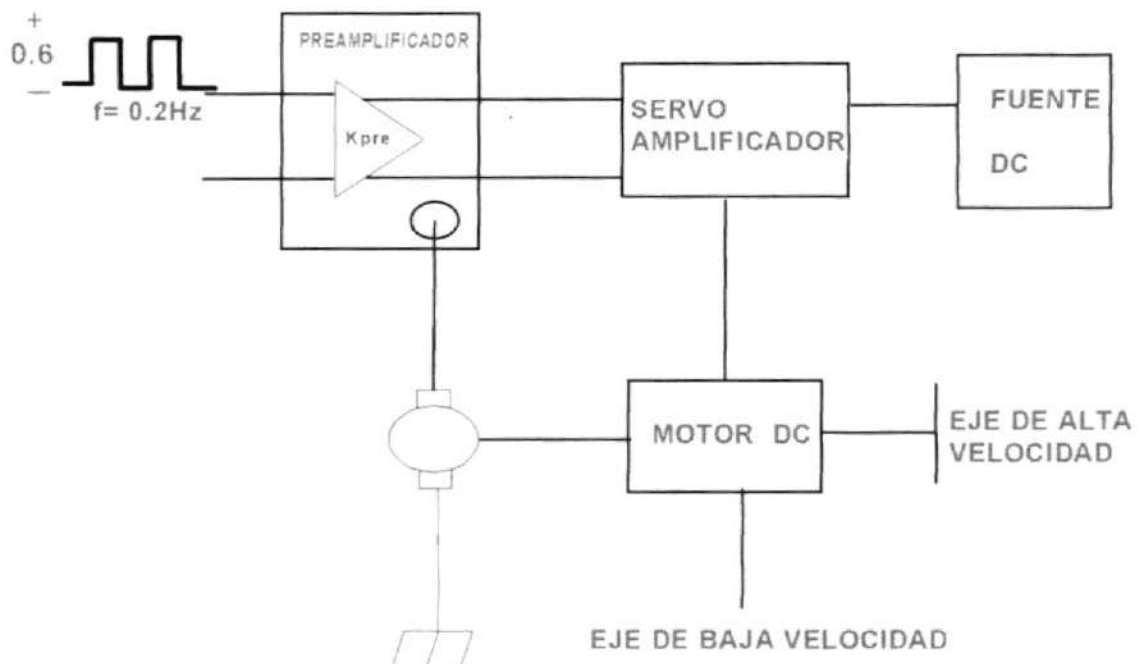 +
0.6
—
f= 0.2Hz
PREAMPLIFICADOR
Kpre
SERVO
AMPLIFICADOR
FUENTE
DC
MOTOR DC
EJE DE ALTA
VELOCIDAD
EJE DE BAJA VELOCIDAD